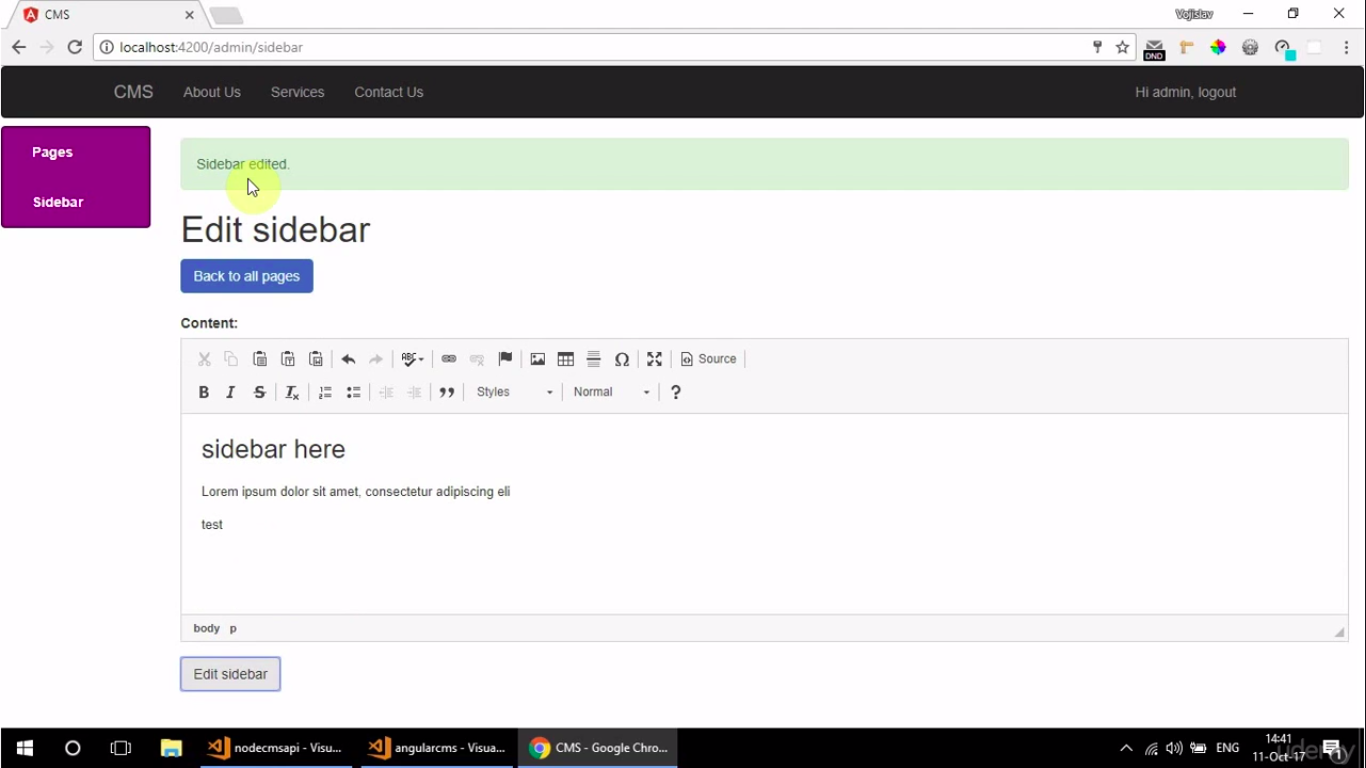 CMS
Vojislav
localhost:4200/admin/sidebar
DND
CMS About Us Services Contact Us Hi admin, logout
Pages
Sidebar
Sidebar edited.
Edit sidebar
Back to all pages
Content:
ABC Source
B I S Ix Styles Normal ?
sidebar here
Lorem ipsum dolor sit amet, consectetur adipiscing eli
test
body p
Edit sidebar
nodecmsapi - Visu... angularcms - Visua... CMS - Google Chro... ENG 14:41
11-Oct-17
udemy
1